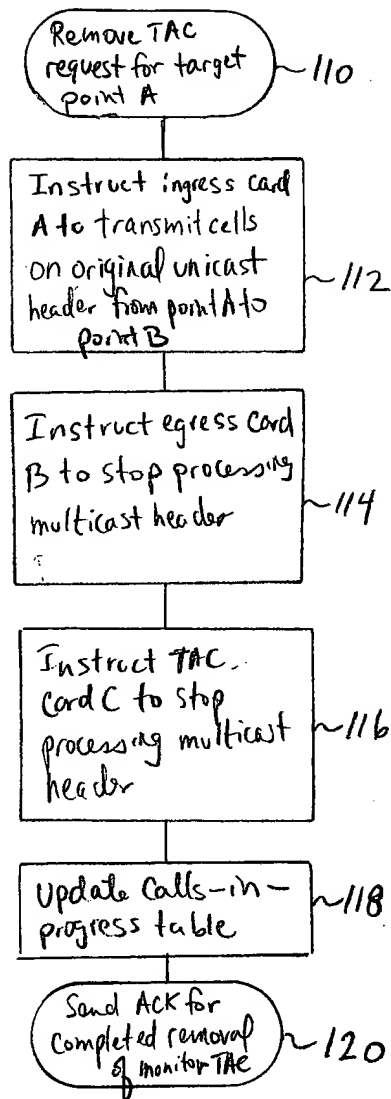 Remove TAC
request for target
point A
110
Instruct ingress card
A to transmit cells
on original unicast
header from point A to
point B
112
Instruct egress card
B to stop processing
multicast header
114
Instruct TAC
card C to stop
processing multicast
header
116
Update Calls-in-
progress table
118
Send ACK for
completed removal
of monitor TAC
120